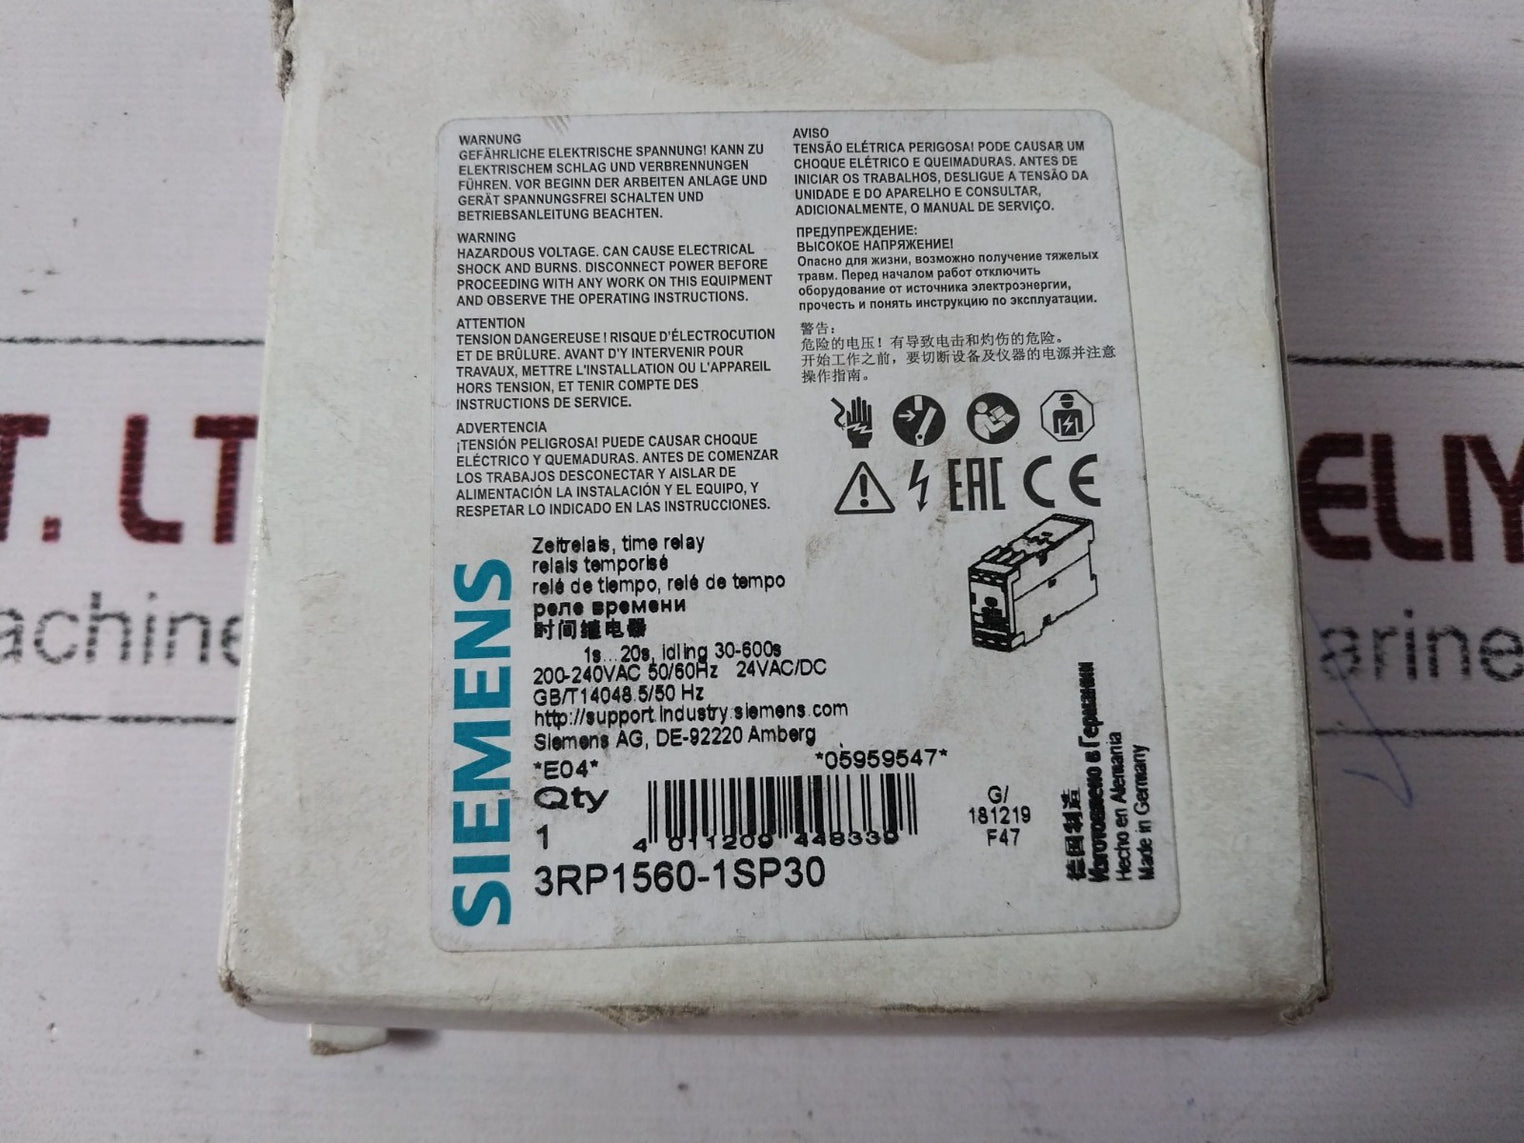 WARNUNG
GEFÄHRLICHE ELEKTRISCHE SPANNUNG! KANN ZU
ELEKTRISCHEM SCHLAG UND VERBRENNUNGEN
FÜHREN. VOR BEGINN DER ARBEITEN ANLAGE UND
GERÄT SPANNUNGSFREI SCHALTEN UND
BETRIEBSANLEITUNG BEACHTEN.
WARNING
HAZARDOUS VOLTAGE. CAN CAUSE ELECTRICAL
SHOCK AND BURNS. DISCONNECT POWER BEFORE
PROCEEDING WITH ANY WORK ON THIS EQUIPMENT
AND OBSERVE THE OPERATING INSTRUCTIONS.
ATTENTION
TENSION DANGEREUSE ! RISQUE D'ÉLECTROCUTION
ET DE BRÛLURE. AVANT D'Y INTERVENIR POUR
TRAVAUX, METTRE L'INSTALLATION OU L'APPAREIL
HORS TENSION, ET TENIR COMPTE DES
INSTRUCTIONS DE SERVICE.
ADVERTENCIA
¡TENSIÓN PELIGROSA! PUEDE CAUSAR CHOQUE
ELÉCTRICO Y QUEMADURAS. ANTES DE COMENZAR
LOS TRABAJOS DESCONECTAR Y AISLAR DE
ALIMENTACIÓN LA INSTALACIÓN Y EL EQUIPO, Y
RESPETAR LO INDICADO EN LAS INSTRUCCIONES.
AVISO
TENSÃO ELÉTRICA PERIGOSA! PODE CAUSAR UM
CHOQUE ELÉTRICO E QUEIMADURAS. ANTES DE
INICIAR OS TRABALHOS, DESLIGUE A TENSÃO DA
UNIDADE E DO APARELHO E CONSULTAR,
ADICIONALMENTE, O MANUAL DE SERVIÇO.
ПРЕДУПРЕЖДЕНИЕ:
ВЫСОКОЕ НАПРЯЖЕНИЕ!
Опасно для жизни, возможно получение тяжелых
травм. Перед началом работ отключить
оборудование от источника электроэнергии,
прочесть и понять инструкцию по эксплуатации.
警告：
危险的电压！有导致电击和灼伤的危险。
开始工作之前，要切断设备及仪器的电源并注意
操作指南。
EAC CE
SIEMENS
Zeitrelais, time relay
relais temporisé
relé de tiempo, relé de tempo
реле времени
时间继电器
1s...20s, idling 30-600s
200-240VAC 50/60Hz 24VAC/DC
GB/T14048.5/50 Hz
http://support.industry.siemens.com
Siemens AG, DE-92220 Amberg
*E04* *05959547*
Qty
1
4 011209 448339
3RP1560-1SP30
G/
181219
F47
德国制造
Изготовлено в Германии
Hecho en Alemania
Made in Germany
T. LT
achine
ELIY
arine